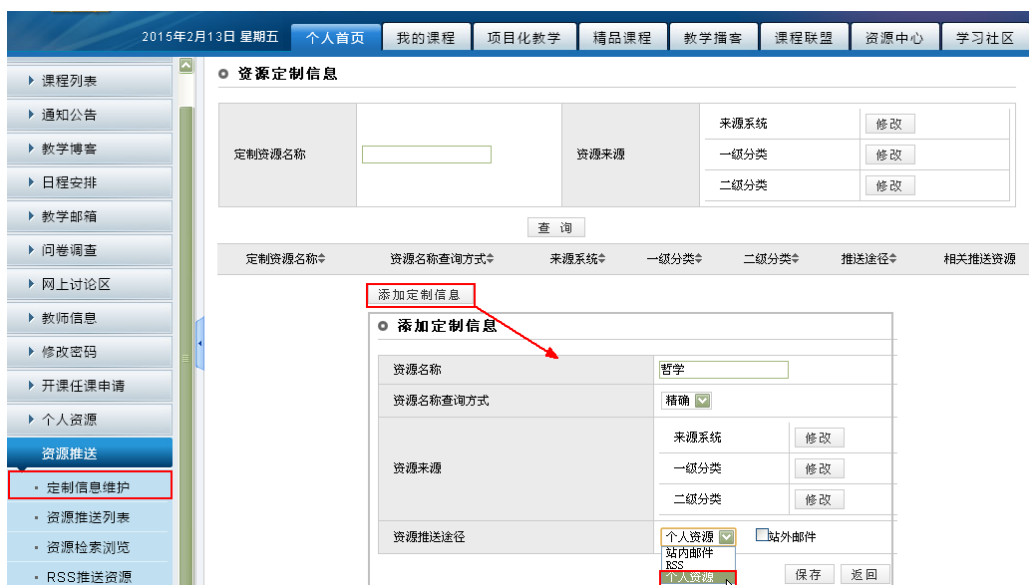 2015年2月13日 星期五 个人首页 我的课程 项目化教学 精品课程 教学播客 课程联盟 资源中心 学习社区
课程列表
通知公告
教学博客
日程安排
教学邮箱
问卷调查
网上讨论区
教师信息
修改密码
开课任课申请
个人资源
资源推送
定制信息维护
资源推送列表
资源检索浏览
RSS推送资源
资源定制信息
定制资源名称 资源来源
来源系统 修改
一级分类 修改
二级分类 修改
查 询
定制资源名称 资源名称查询方式 来源系统 一级分类 二级分类 推送途径 相关推送资源
添加定制信息
添加定制信息
资源名称 哲学
资源名称查询方式 精确
资源来源
来源系统 修改
一级分类 修改
二级分类 修改
资源推送途径 个人资源 站外邮件
站内邮件
RSS
个人资源
保存 返回